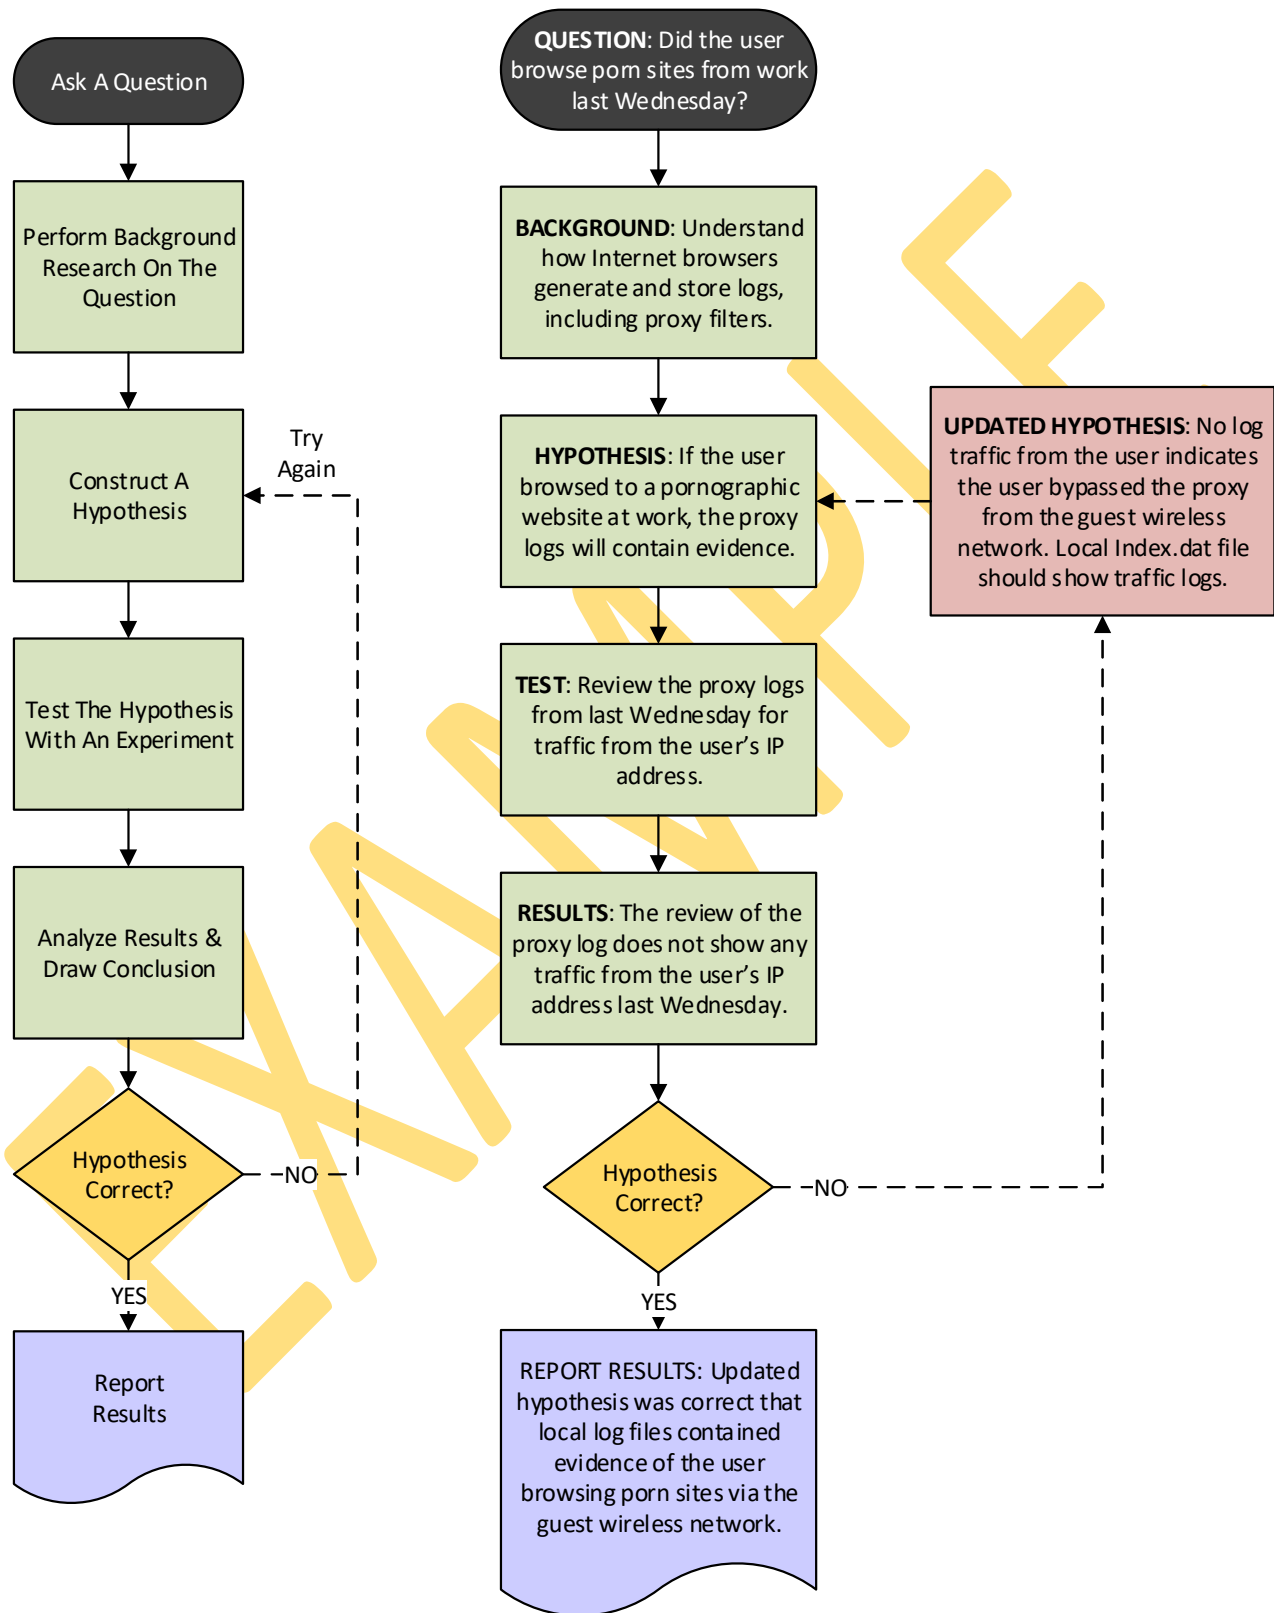 Ask A Question
Perform Background
Research On The
Question
Construct A
Hypothesis
Try
Again
Test The Hypothesis
With An Experiment
Analyze Results &
Draw Conclusion
Hypothesis
Correct?
NO
YES
Report
Results
QUESTION: Did the user
browse porn sites from work
last Wednesday?
BACKGROUND: Understand
how Internet browsers
generate and store logs,
including proxy filters.
HYPOTHESIS: If the user
browsed to a pornographic
website at work, the proxy
logs will contain evidence.
UPDATED HYPOTHESIS: No log
traffic from the user indicates
the user bypassed the proxy
from the guest wireless
network. Local Index.dat file
should show traffic logs.
TEST: Review the proxy logs
from last Wednesday for
traffic from the user’s IP
address.
RESULTS: The review of the
proxy log does not show any
traffic from the user’s IP
address last Wednesday.
Hypothesis
Correct?
NO
YES
REPORT RESULTS: Updated
hypothesis was correct that
local log files contained
evidence of the user
browsing porn sites via the
guest wireless network.
EXAMPLE